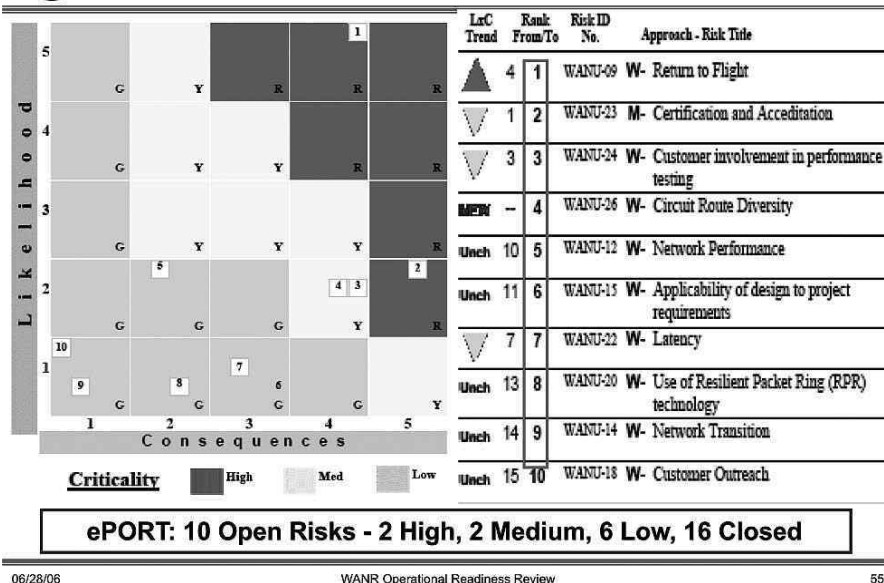 5
1
G
Y
R
R
R
4
G
Y
Y
R
R
3
G
Y
Y
Y
R
2
5
4
3
2
G
G
G
Y
R
1
10
9
8
7
6
G
G
G
G
Y
Likelihood
1 2 3 4 5
Consequences
Criticality High Med Low
LxC Trend Rank From/To Risk ID No. Approach - Risk Title
4 1 WANU-09 W- Return to Flight
1 2 WANU-23 M- Certification and Acceditation
3 3 WANU-24 W- Customer involvement in performance
testing
-- 4 WANU-26 W- Circuit Route Diversity
Unch 10 5 WANU-12 W- Network Performance
Unch 11 6 WANU-15 W- Applicability of design to project
requirements
7 7 WANU-22 W- Latency
Unch 13 8 WANU-20 W- Use of Resilient Packet Ring (RPR)
technology
Unch 14 9 WANU-14 W- Network Transition
Unch 15 10 WANU-18 W- Customer Outreach
ePORT: 10 Open Risks - 2 High, 2 Medium, 6 Low, 16 Closed
06/28/06 WANR Operational Readiness Review 55